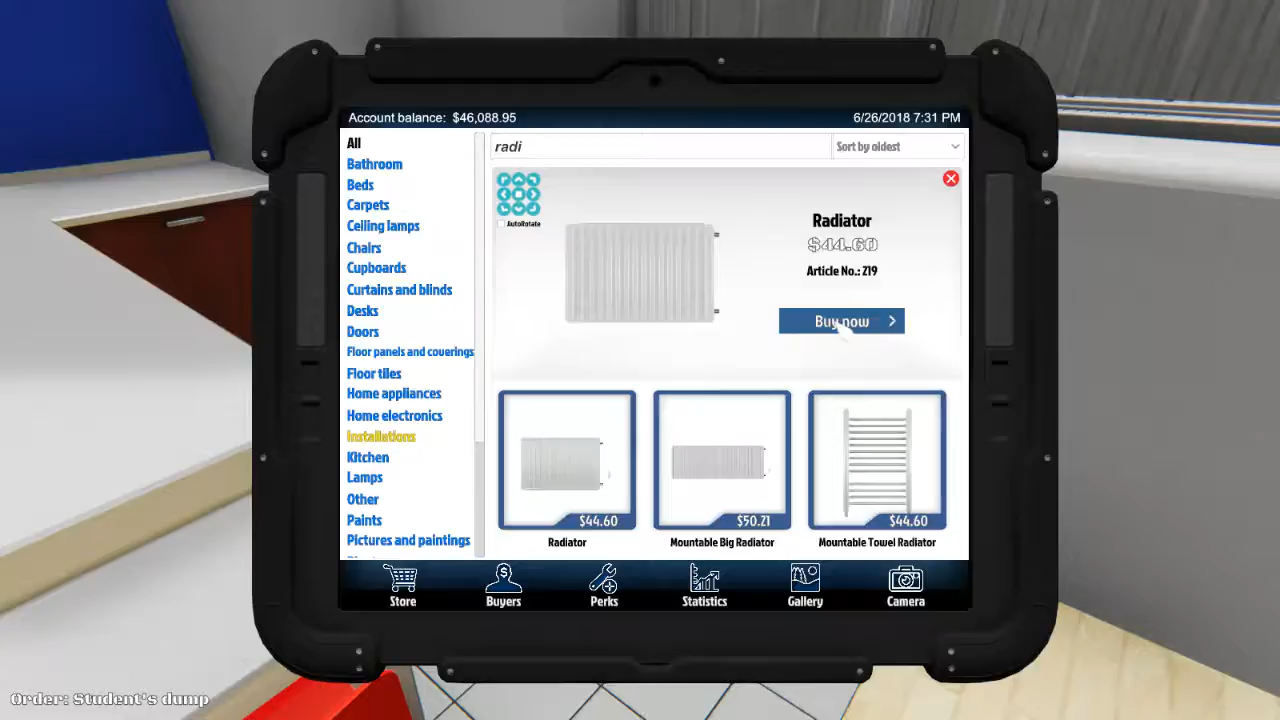 Account balance: $46,088.95
6/26/2018 7:31 PM
All
Bathroom
Beds
Carpets
Ceiling lamps
Chairs
Cupboards
Curtains and blinds
Desks
Doors
Floor panels and coverings
Floor tiles
Home appliances
Home electronics
Installations
Kitchen
Lamps
Other
Paints
Pictures and paintings
radi
Sort by oldest
AutoRotate
Radiator
$44.60
Article No.: 219
Buy now
$44.60
$50.21
$44.60
Radiator
Mountable Big Radiator
Mountable Towel Radiator
Store
Buyers
Perks
Statistics
Gallery
Camera
Order: Student's dump